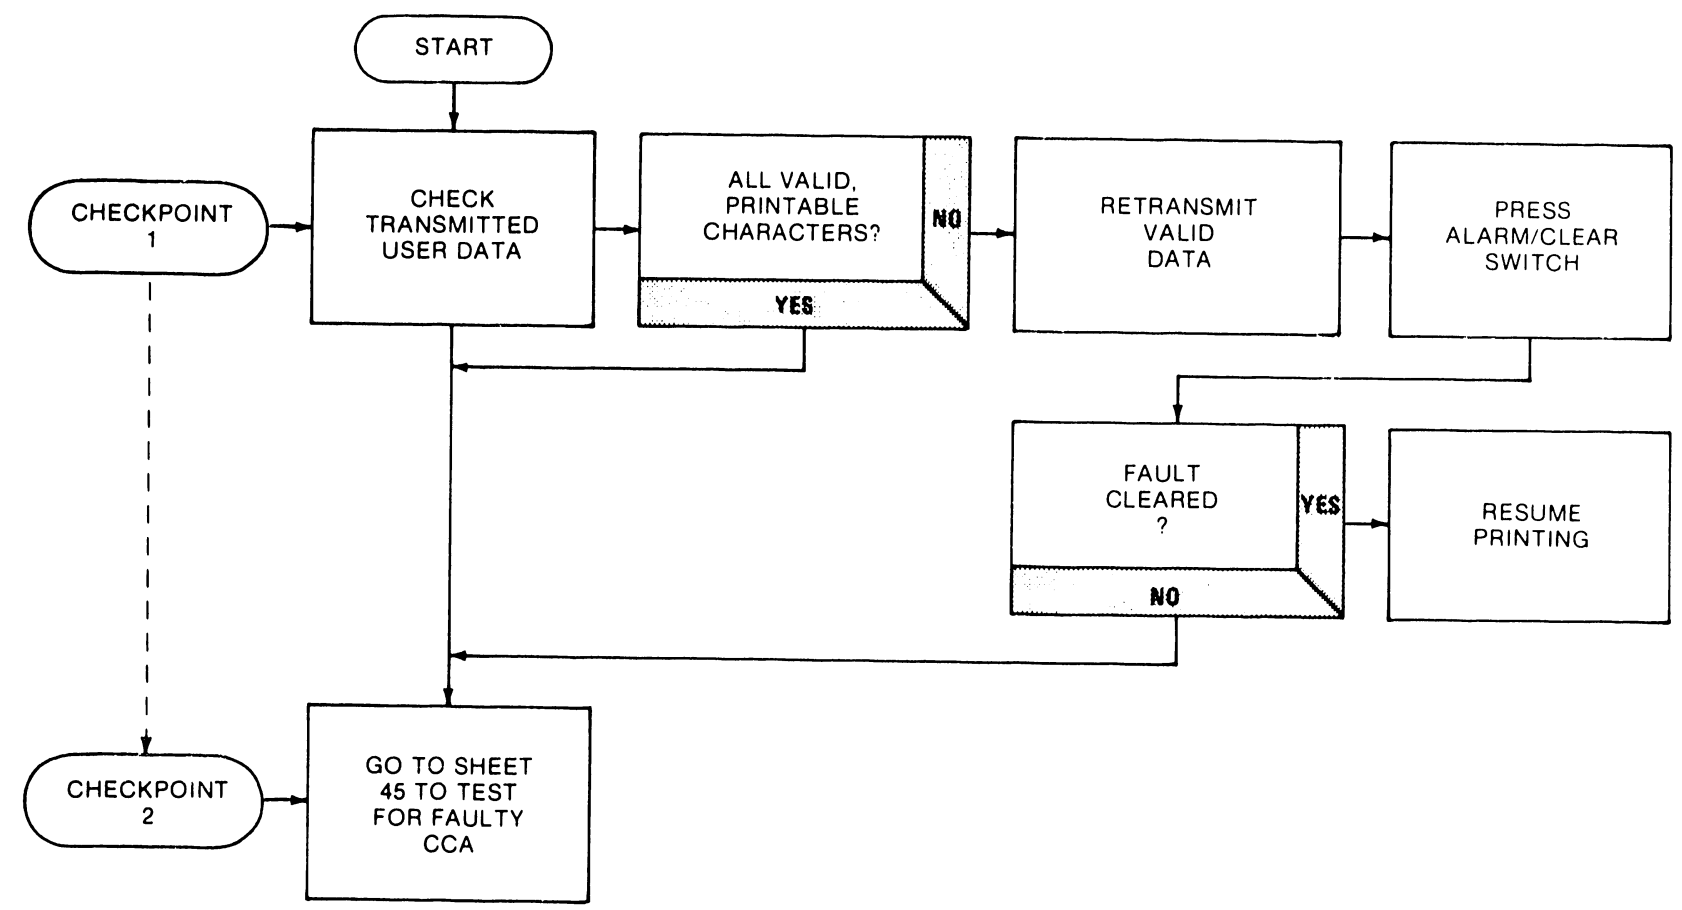 START
CHECKPOINT
1
CHECK
TRANSMITTED
USER DATA
ALL VALID,
PRINTABLE
CHARACTERS?
NO
YES
RETRANSMIT
VALID
DATA
PRESS
ALARM/CLEAR
SWITCH
FAULT
CLEARED
?
YES
NO
RESUME
PRINTING
CHECKPOINT
2
GO TO SHEET
45 TO TEST
FOR FAULTY
CCA